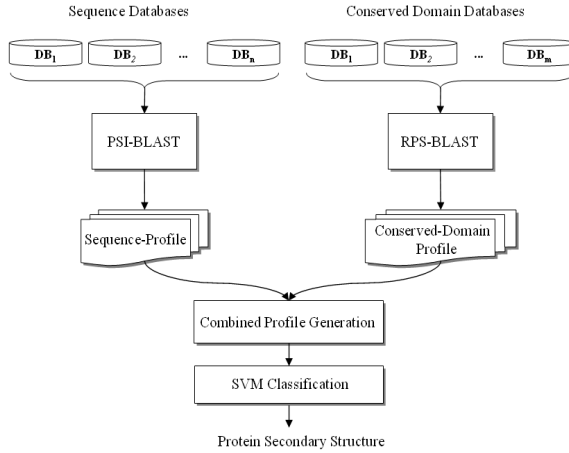 Sequence Databases
Conserved Domain Databases
DB1 DB2 ... DBn
DB1 DB2 ... DBm
PSI-BLAST
RPS-BLAST
Sequence-Profile
Conserved-Domain
Profile
Combined Profile Generation
SVM Classification
Protein Secondary Structure